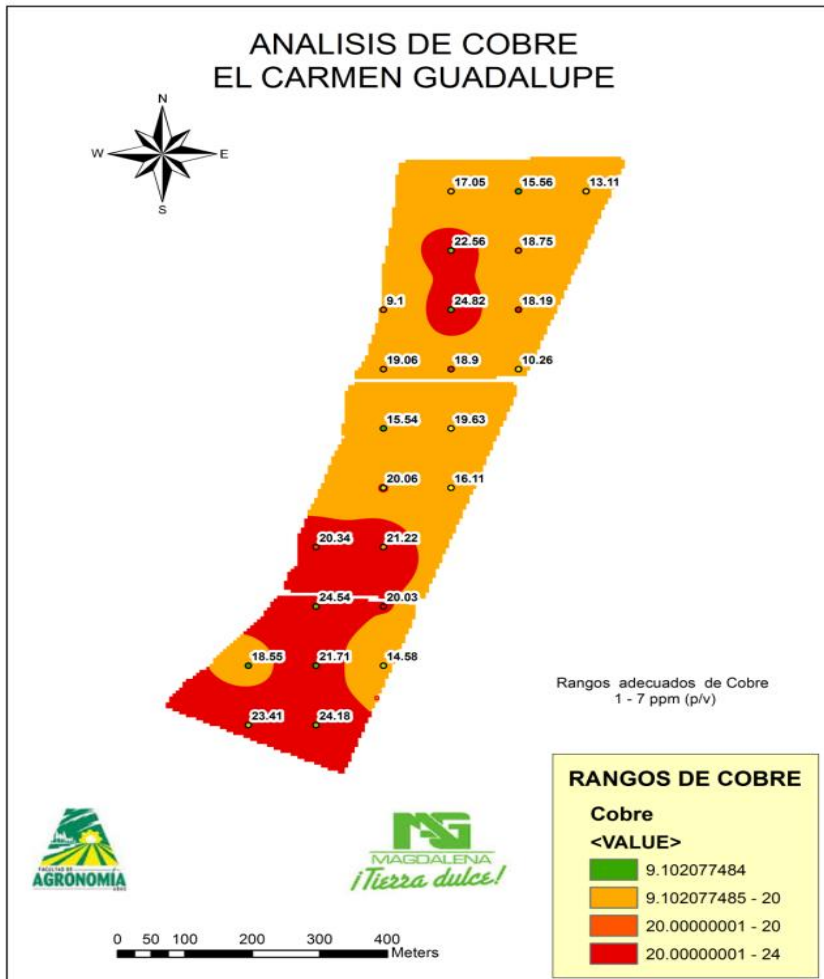 ANALISIS DE COBRE
EL CARMEN GUADALUPE
N
W E
S
17.05 15.56 13.11
22.56 18.75
9.1 24.82 18.19
19.06 18.9 10.26
15.54 19.63
20.06 16.11
20.34 21.22
24.54 20.03
18.55 21.71 14.58
23.41 24.18
Rangos adecuados de Cobre
1 - 7 ppm (p/v)
RANGOS DE COBRE
Cobre
<VALUE>
9.102077484
9.102077485 - 20
20.00000001 - 20
20.00000001 - 24
FACULTAD DE
AGRONOMÍA
MAG
MAGDALENA
¡Tierra dulce!
0 50 100 200 300 400
Meters